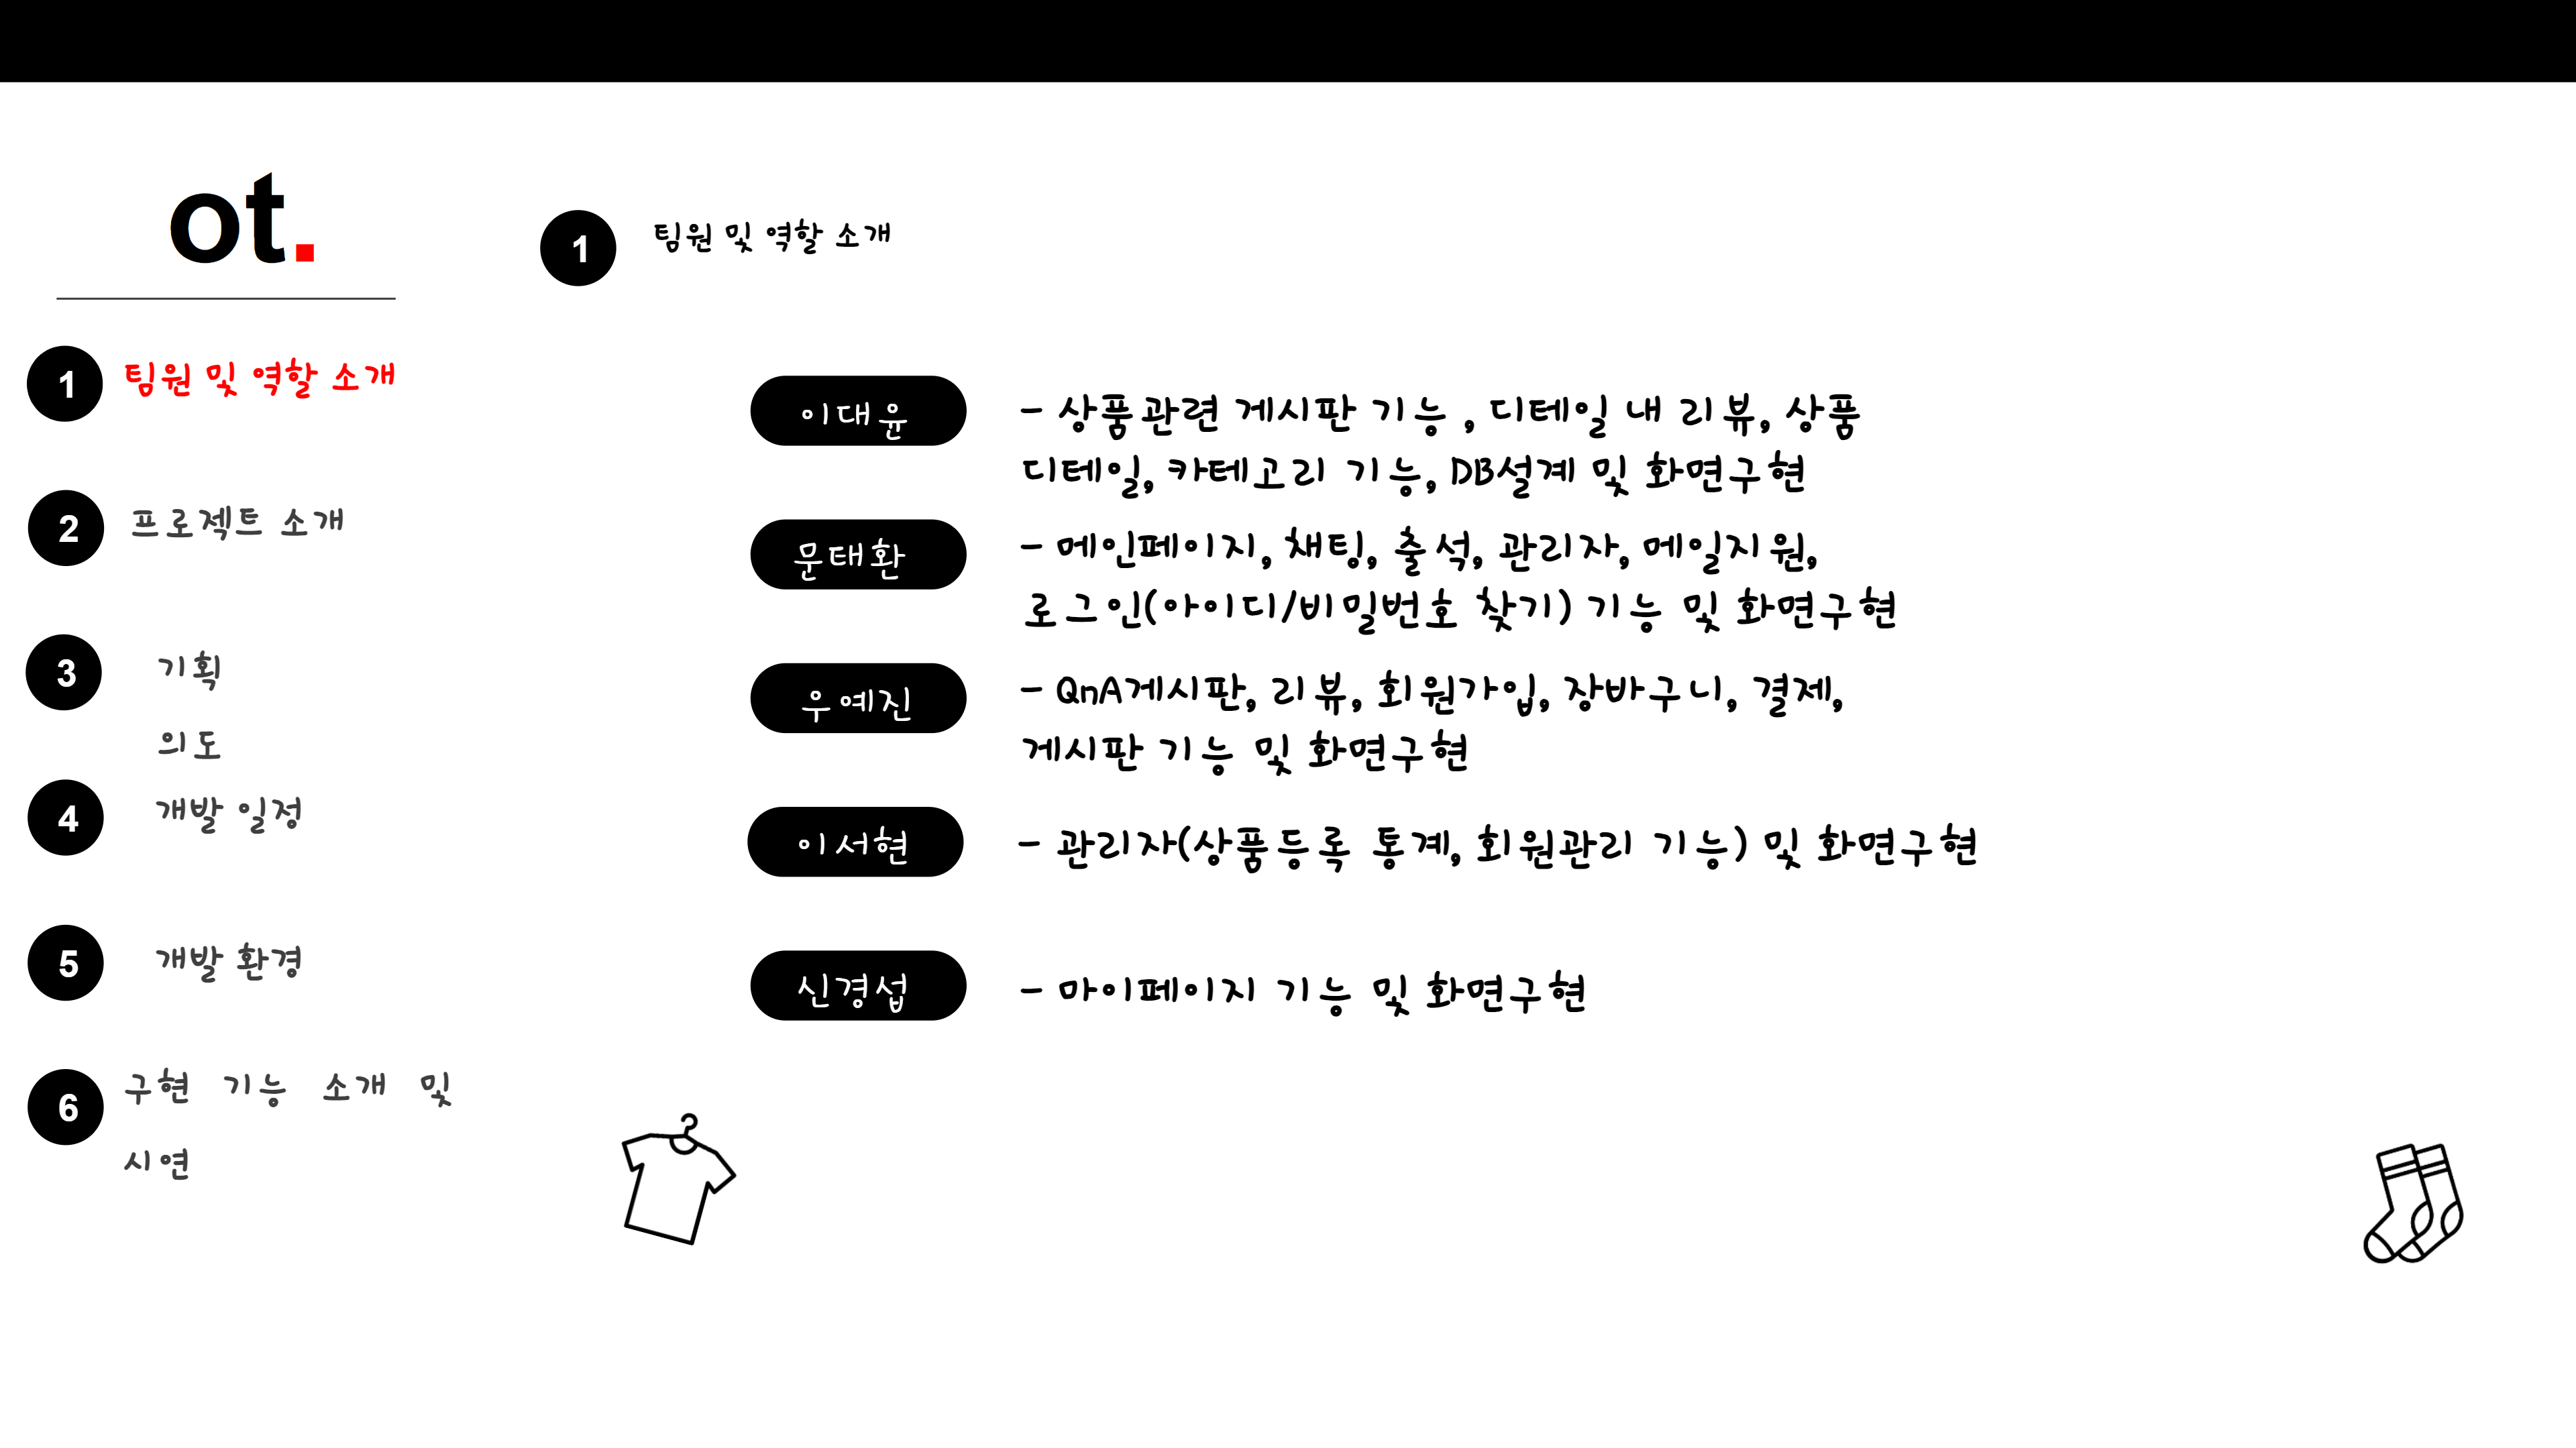 ot.
1 팀원 및 역할 소개
2 프로젝트 소개
3 기획
의도
4 개발 일정
5 개발 환경
6 구현 기능 소개 및
시연
1 팀원 및 역할 소개
이대윤
- 상품관련 게시판 기능 , 디테일 내 리뷰, 상품
디테일, 카테고리 기능, DB설계 및 화면구현
문태환
- 메인페이지, 채팅, 출석, 관리자, 메일지원,
로그인(아이디/비밀번호 찾기) 기능 및 화면구현
우예진
- QnA게시판, 리뷰, 회원가입, 장바구니, 결제,
게시판 기능 및 화면구현
이서현
- 관리자(상품등록 통계, 회원관리 기능) 및 화면구현
신경섭
- 마이페이지 기능 및 화면구현